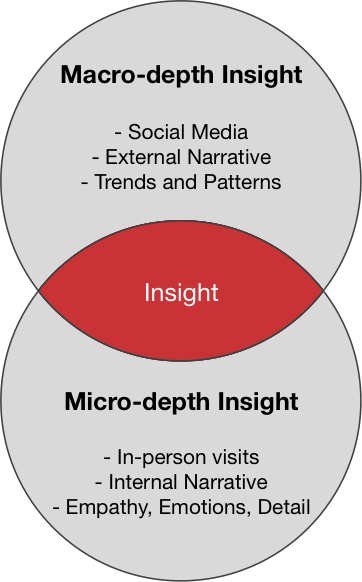 Macro-depth Insight
- Social Media
- External Narrative
- Trends and Patterns
Insight
Micro-depth Insight
- In-person visits
- Internal Narrative
- Empathy, Emotions, Detail